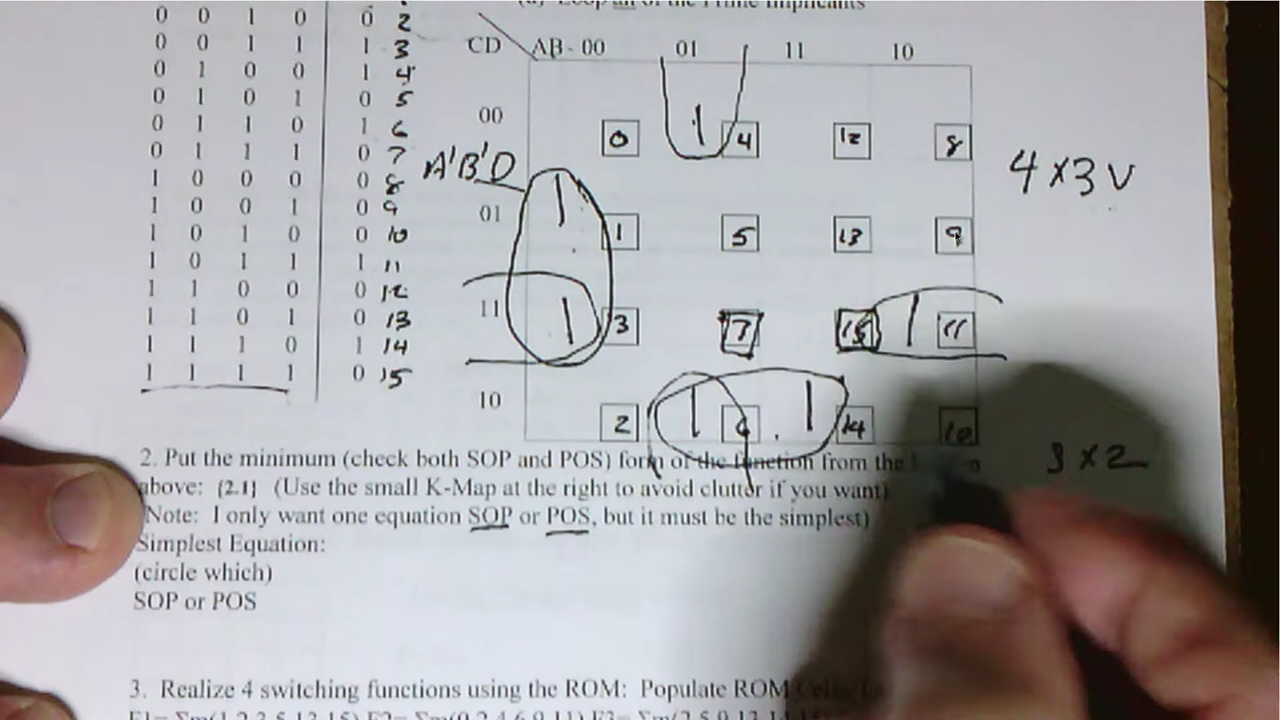 of the Prime Implicants
0 0 1 0 0 2
0 0 1 1 1 3
0 1 0 0 1 4
0 1 0 1 0 5
0 1 1 0 1 6
0 1 1 1 0 7
1 0 0 0 0 8
1 0 0 1 0 9
1 0 1 0 0 10
1 0 1 1 1 11
1 1 0 0 0 12
1 1 0 1 0 13
1 1 1 0 1 14
1 1 1 1 0 15
CD AB - 00 01 11 10
00 0 1 4 12 8
A'B'D
01 1 1 5 13 9
11 1 3 7 15 1 11
10 2 1 6 1 14 10
4 x 3 v
3 x 2
2. Put the minimum (check both SOP and POS) form of the function from the
above: {2.1} (Use the small K-Map at the right to avoid clutter if you want)
(Note: I only want one equation SOP or POS, but it must be the simplest)
Simplest Equation:
(circle which)
SOP or POS
3. Realize 4 switching functions using the ROM: Populate ROM